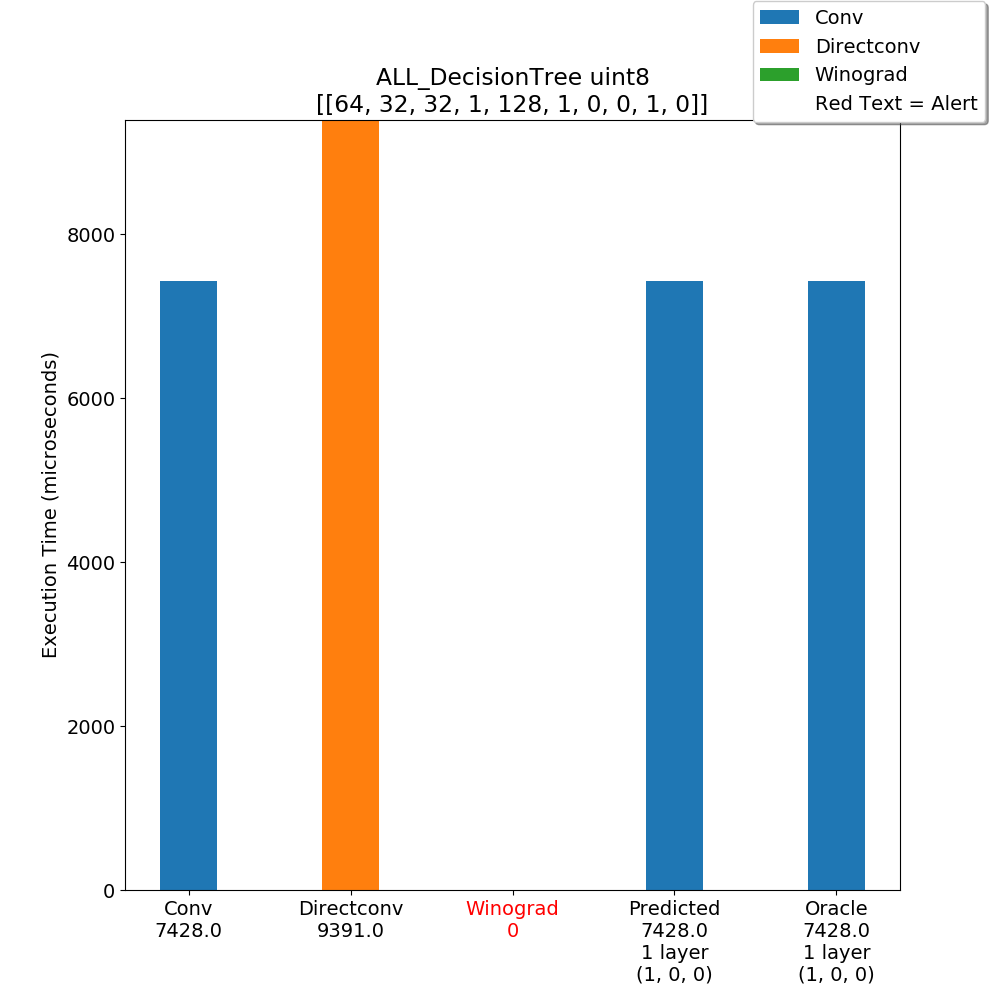 Conv
Directconv
Winograd
Red Text = Alert
ALL_DecisionTree uint8
[[64, 32, 32, 1, 128, 1, 0, 0, 1, 0]]
Execution Time (microseconds)
8000
6000
4000
2000
0
Conv
7428.0
Directconv
9391.0
Winograd
0
Predicted
7428.0
1 layer
(1, 0, 0)
Oracle
7428.0
1 layer
(1, 0, 0)